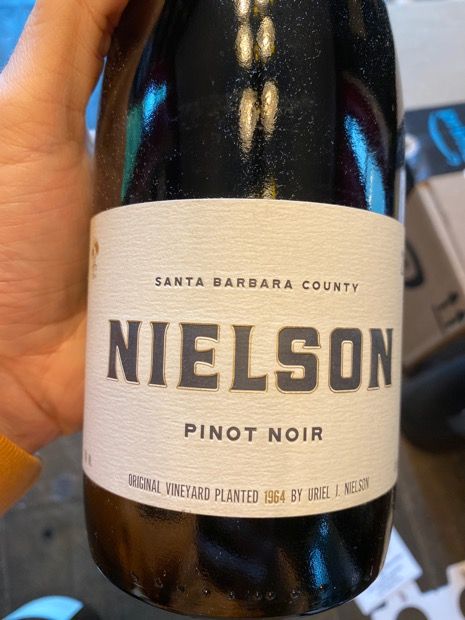 SANTA BARBARA COUNTY
NIELSON
PINOT NOIR
ORIGINAL VINEYARD PLANTED 1964 BY URIEL J. NIELSON